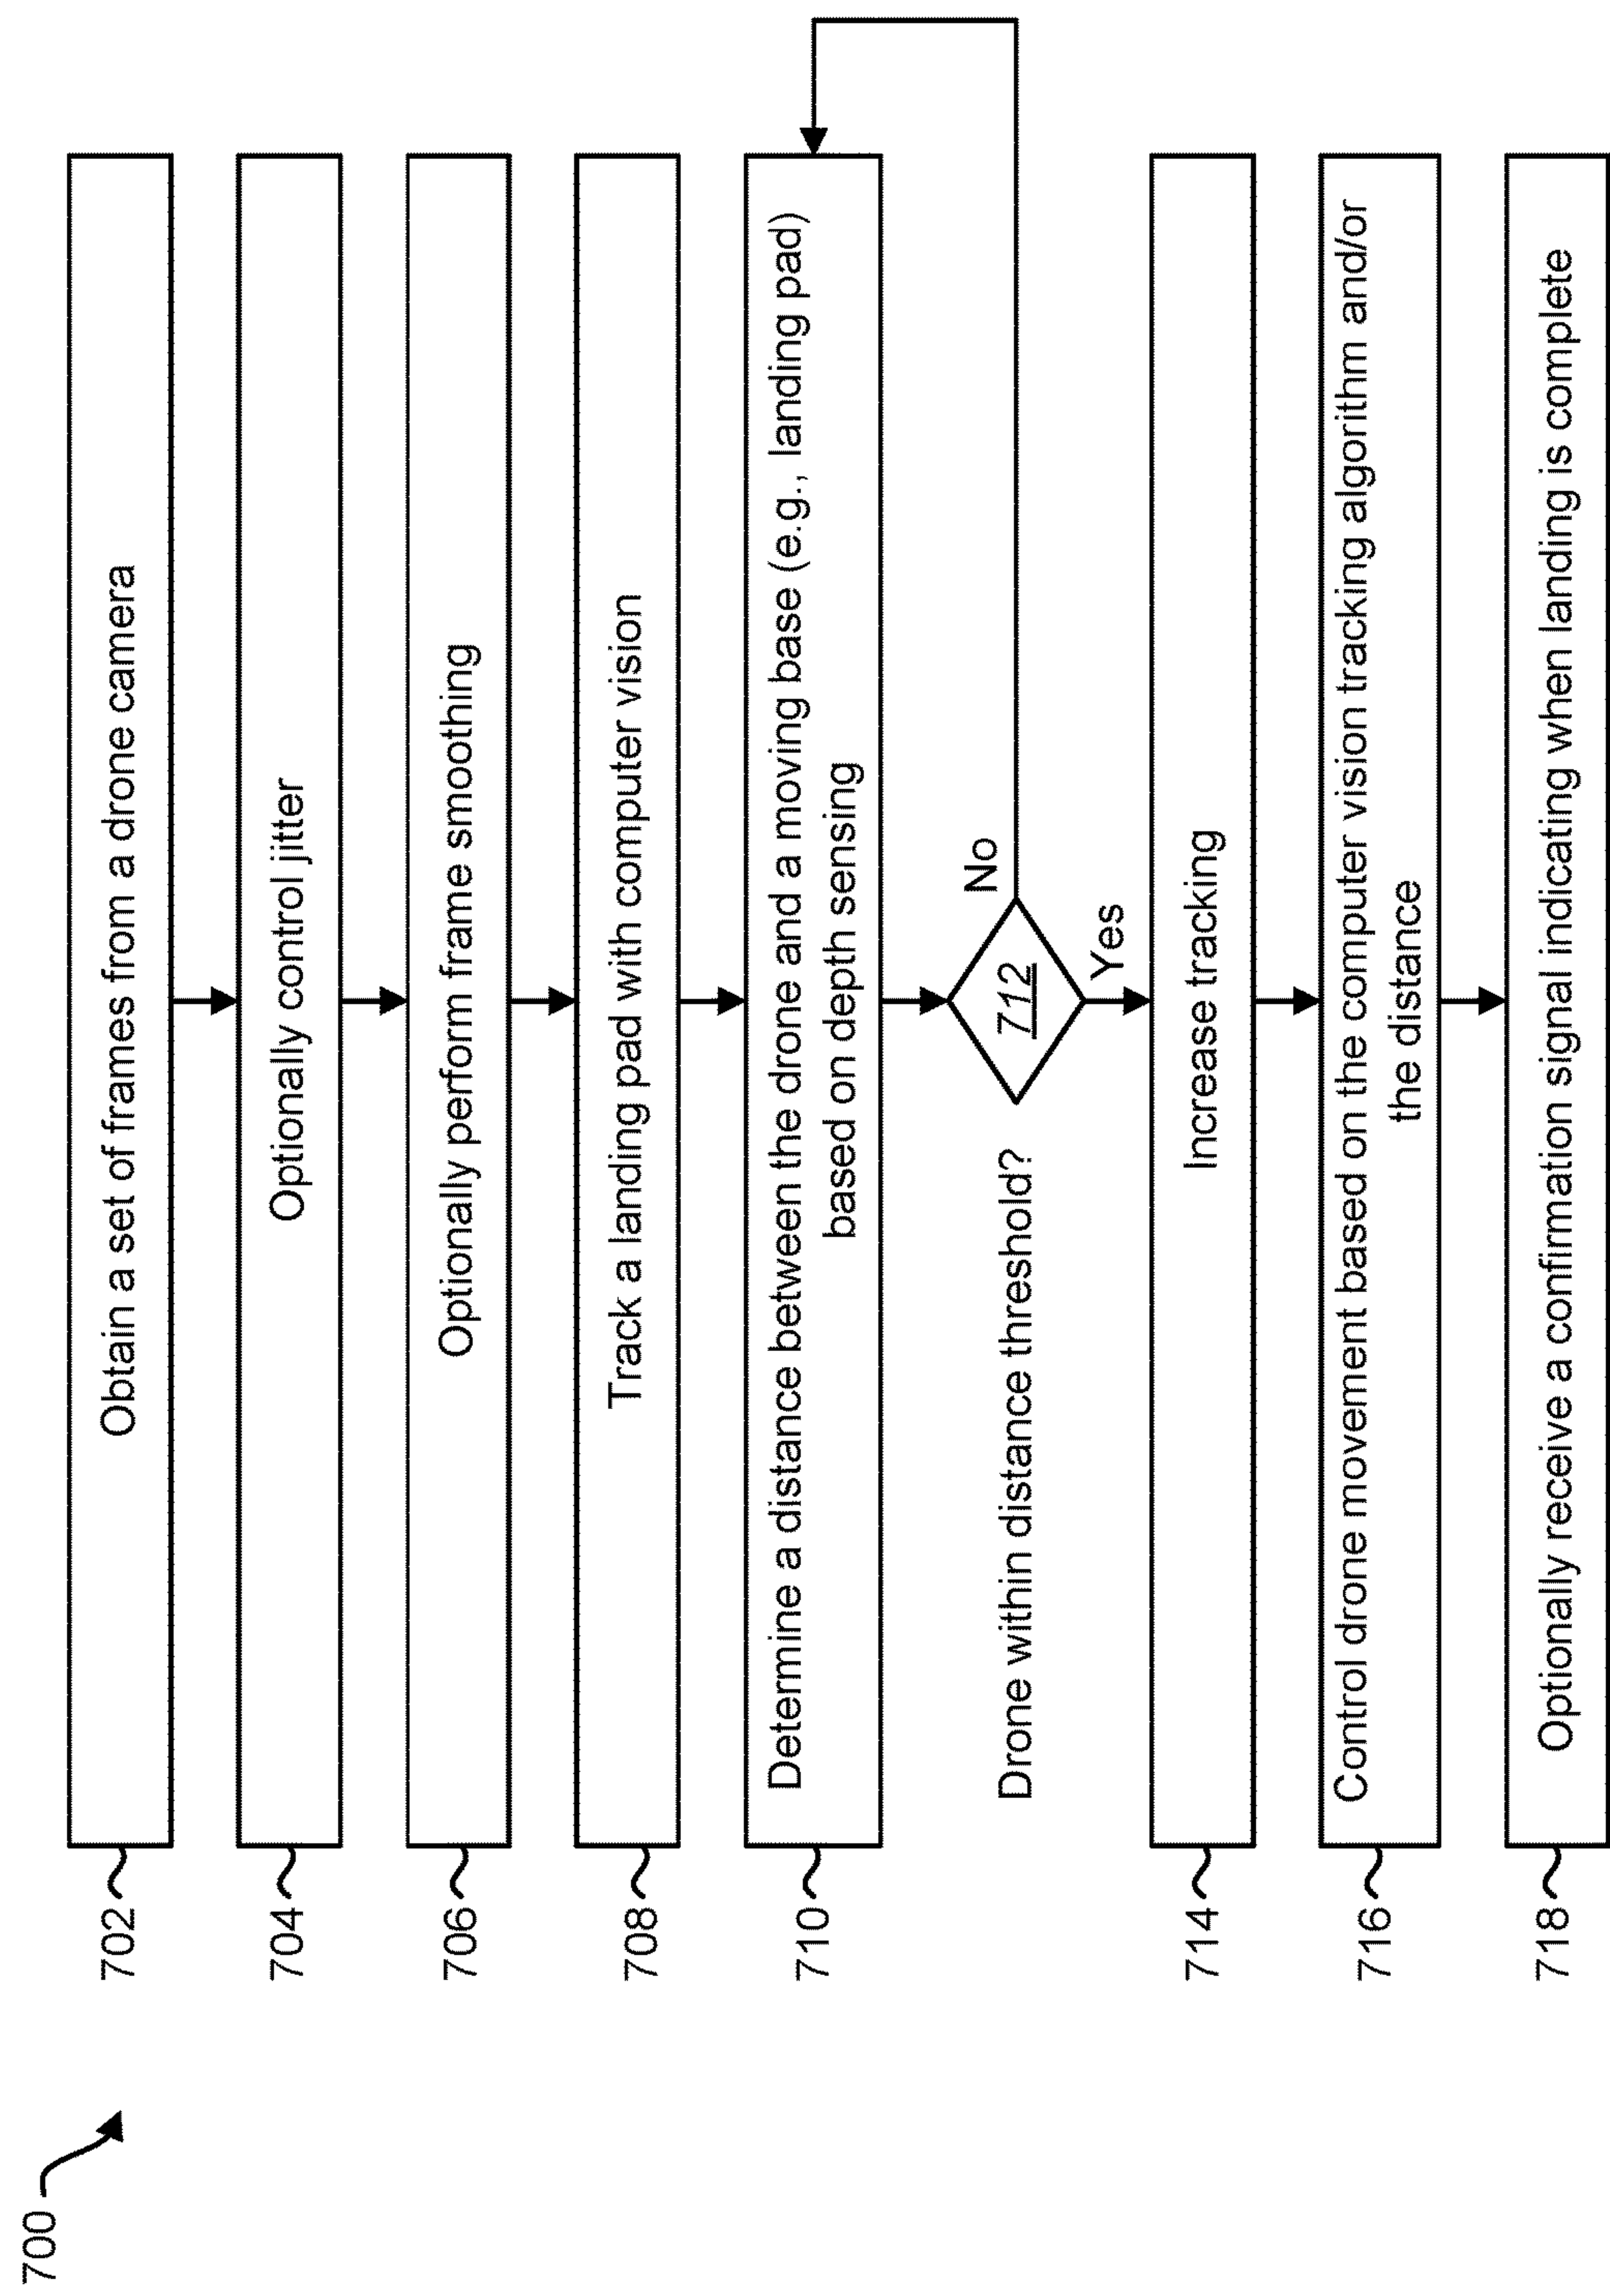 700
702
Obtain a set of frames from a drone camera
704
Optionally control jitter
706
Optionally perform frame smoothing
708
Track a landing pad with computer vision
710
Determine a distance between the drone and a moving base (e.g., landing pad)
based on depth sensing
Drone within distance threshold?
712
No
Yes
714
Increase tracking
716
Control drone movement based on the computer vision tracking algorithm and/or
the distance
718
Optionally receive a confirmation signal indicating when landing is complete